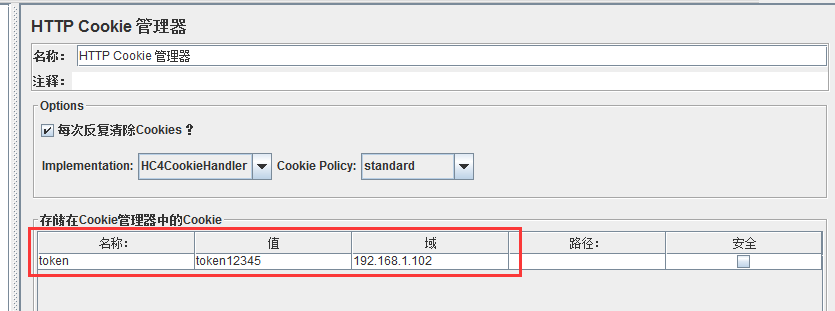 HTTP Cookie 管理器
名称： HTTP Cookie 管理器
注释：
Options
每次反复清除Cookies？
Implementation: HC4CookieHandler Cookie Policy: standard
存储在Cookie管理器中的Cookie
名称： 值 域 路径： 安全
token token12345 192.168.1.102